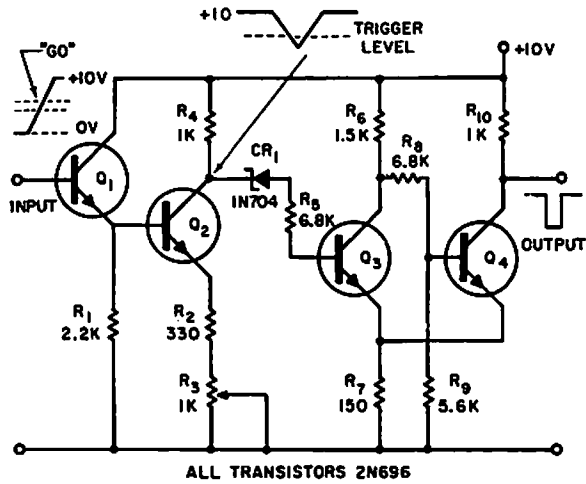 +10
TRIGGER
LEVEL
"GO"
+10V
0V
+10V
R4
1K
R6
1.5K
R8
6.8K
R10
1K
CR1
1N704
R5
6.8K
INPUT
Q1
Q2
Q3
Q4
OUTPUT
R1
2.2K
R2
330
R3
1K
R7
150
R9
5.6K
ALL TRANSISTORS 2N696